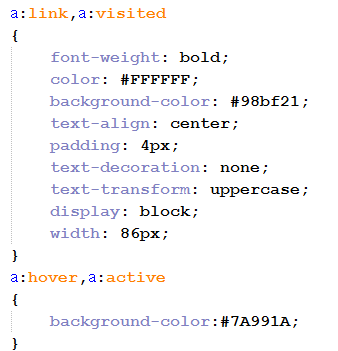 a:link,a:visited
{
font-weight: bold;
color: #FFFFFF;
background-color: #98bf21;
text-align: center;
padding: 4px;
text-decoration: none;
text-transform: uppercase;
display: block;
width: 86px;
}
a:hover,a:active
{
background-color:#7A991A;
}